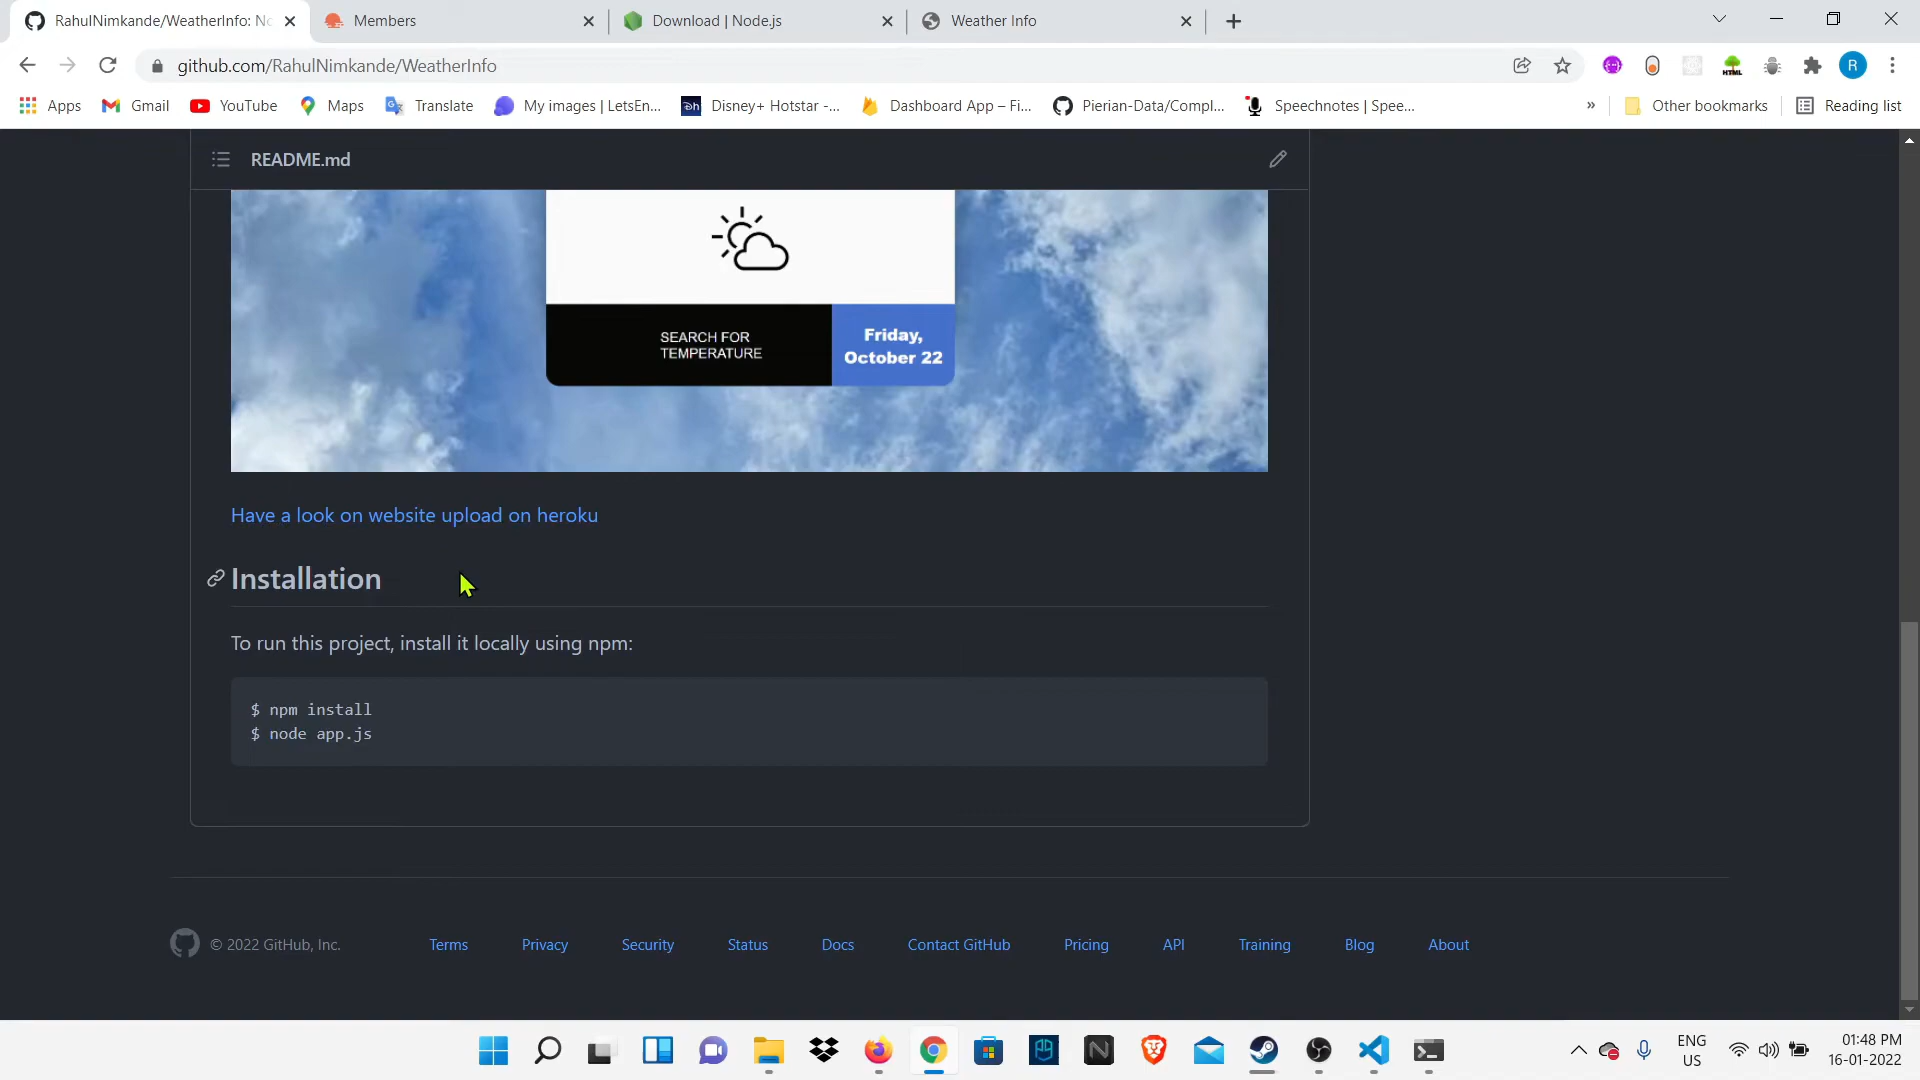 RahulNimkande/WeatherInfo: No
Members
Download | Node.js
Weather Info
github.com/RahulNimkande/WeatherInfo
R
Apps
Gmail
YouTube
Maps
Translate
My images | LetsEn...
Disney+ Hotstar -...
Dashboard App – Fi...
Pierian-Data/Compl...
Speechnotes | Spee...
»
Other bookmarks
Reading list
README.md
SEARCH FOR
TEMPERATURE
Friday,
October 22
Have a look on website upload on heroku
Installation
To run this project, install it locally using npm:
$ npm install
$ node app.js
© 2022 GitHub, Inc.
Terms
Privacy
Security
Status
Docs
Contact GitHub
Pricing
API
Training
Blog
About
ENG
US
01:48 PM
16-01-2022